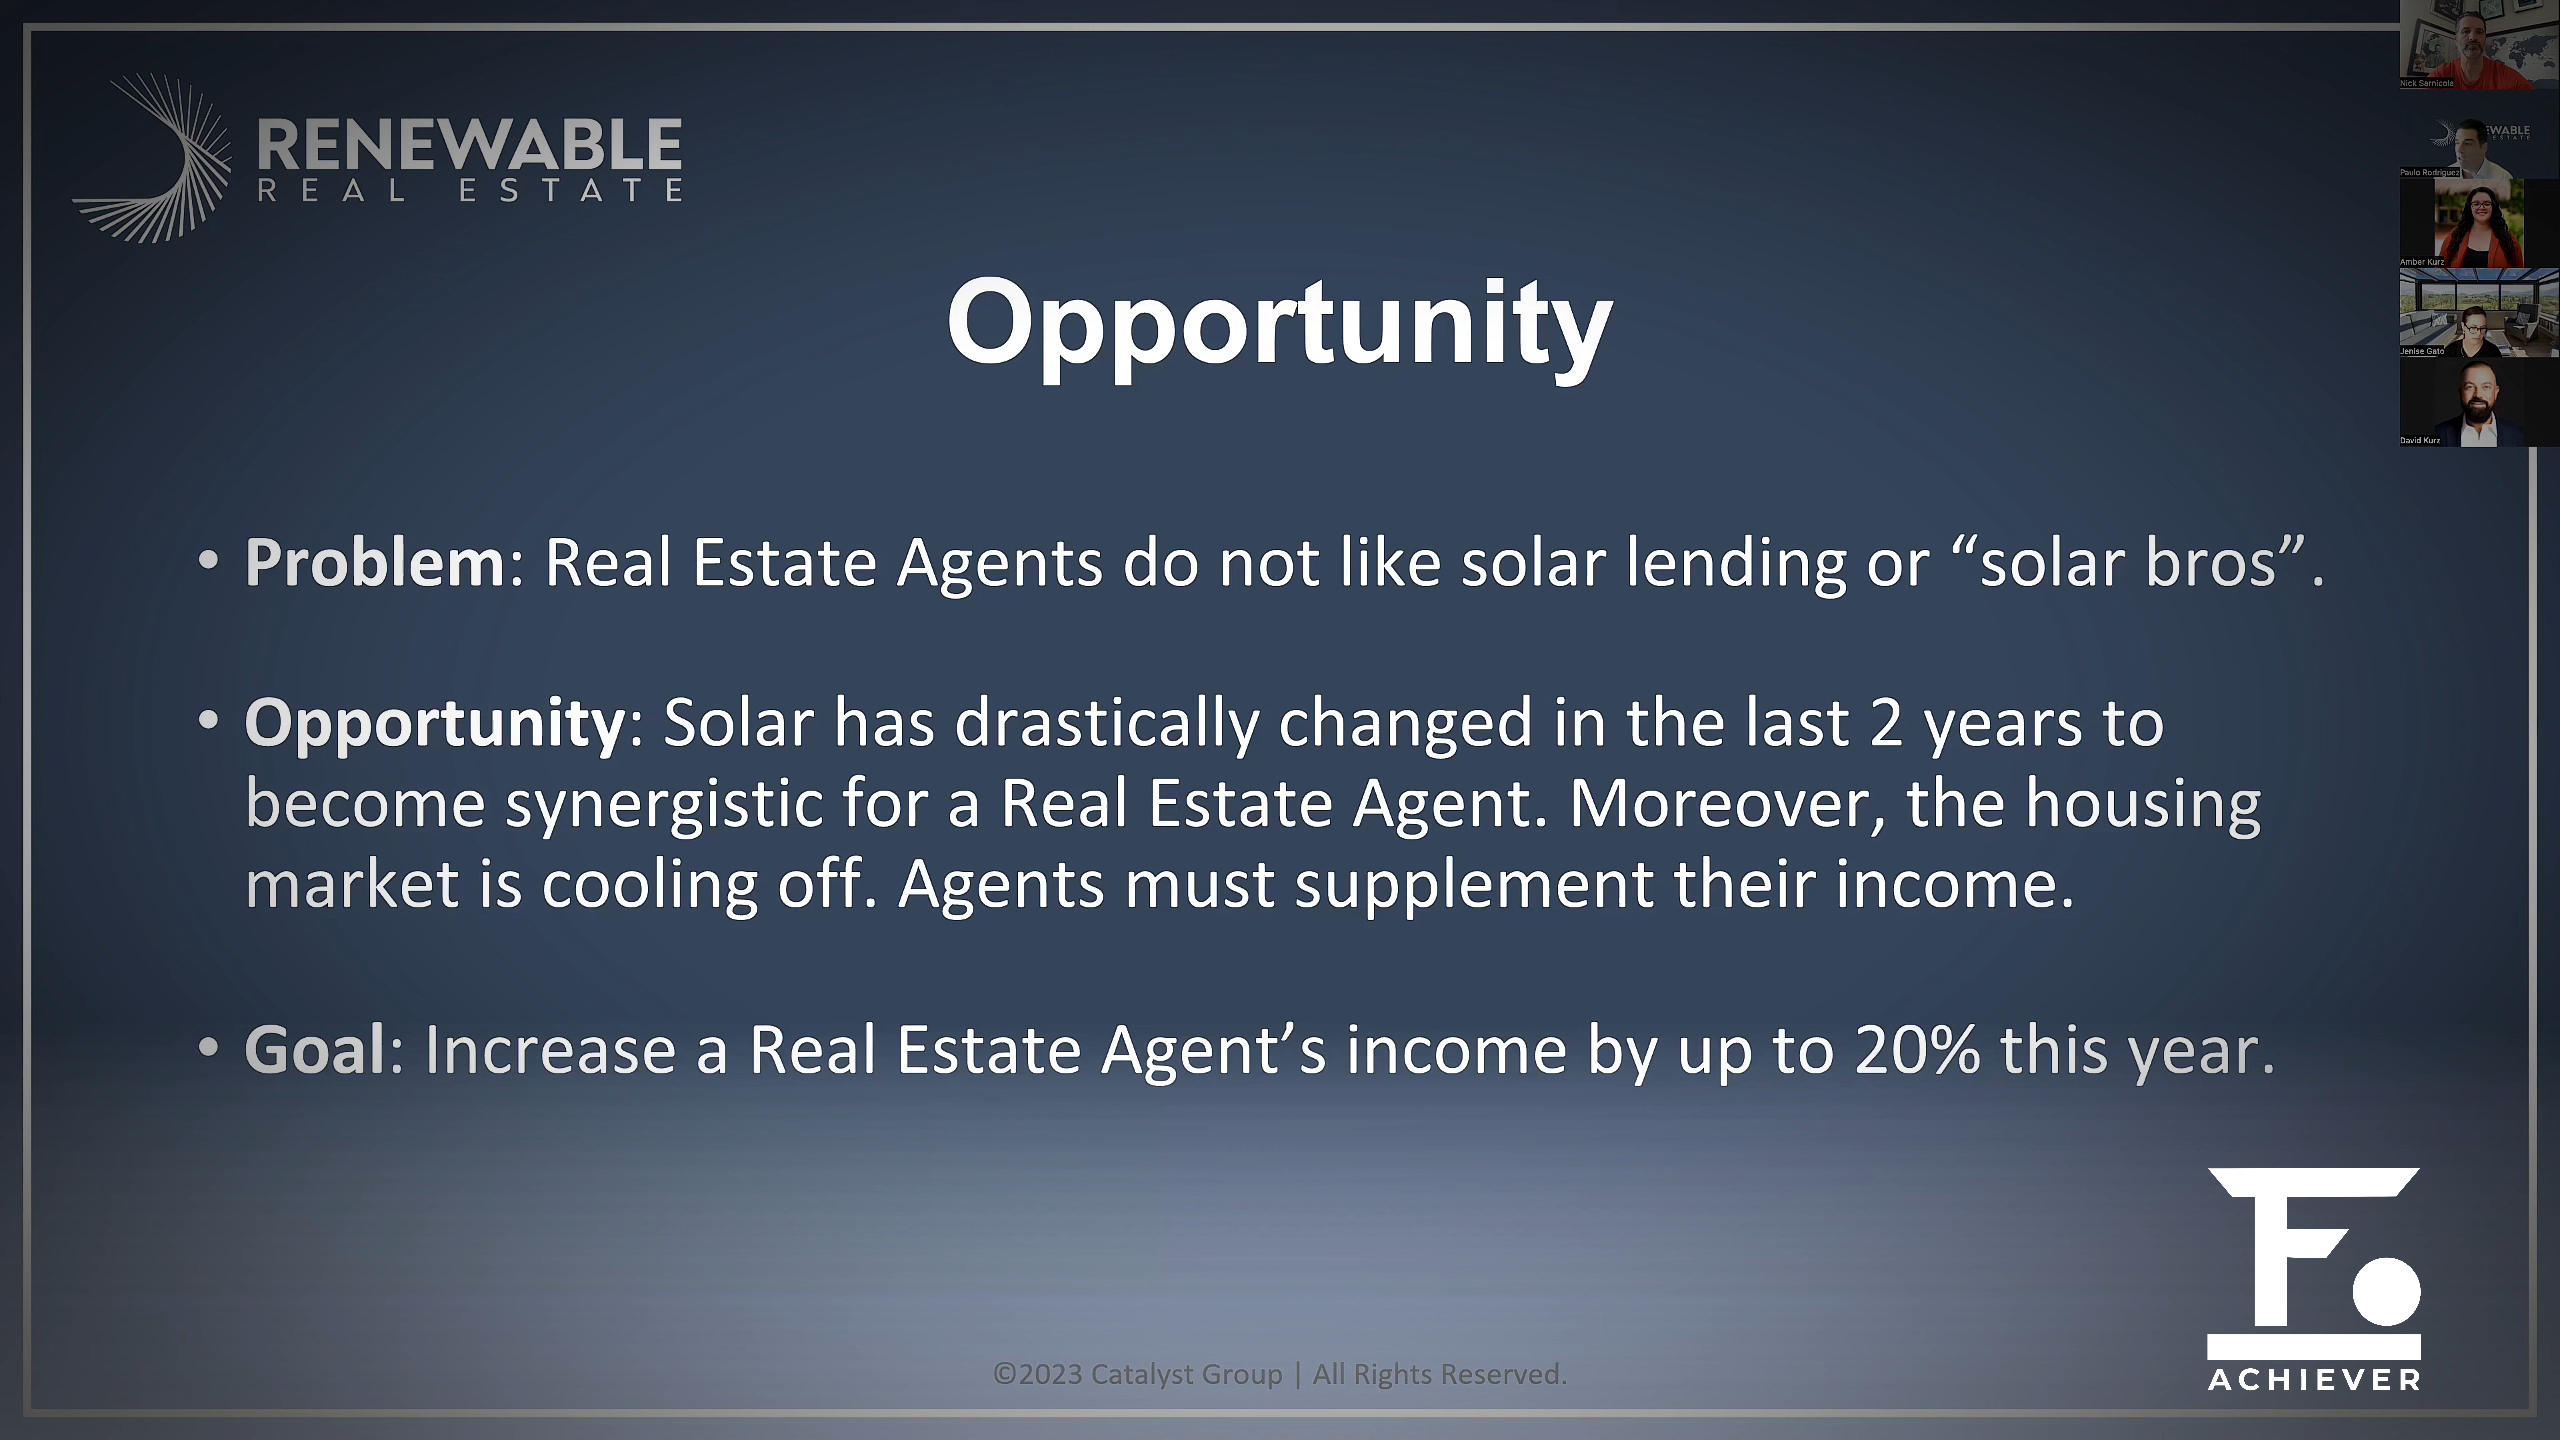 RENEWABLE
REAL ESTATE
Opportunity
• Problem: Real Estate Agents do not like solar lending or “solar bros”.
• Opportunity: Solar has drastically changed in the last 2 years to
become synergistic for a Real Estate Agent. Moreover, the housing
market is cooling off. Agents must supplement their income.
• Goal: Increase a Real Estate Agent’s income by up to 20% this year.
F
ACHIEVER
©2023 Catalyst Group | All Rights Reserved.
Nick Sarnicola
EWABLE
ESTATE
Paulo Rodriguez
Amber Kurz
Jenise Gato
David Kurz